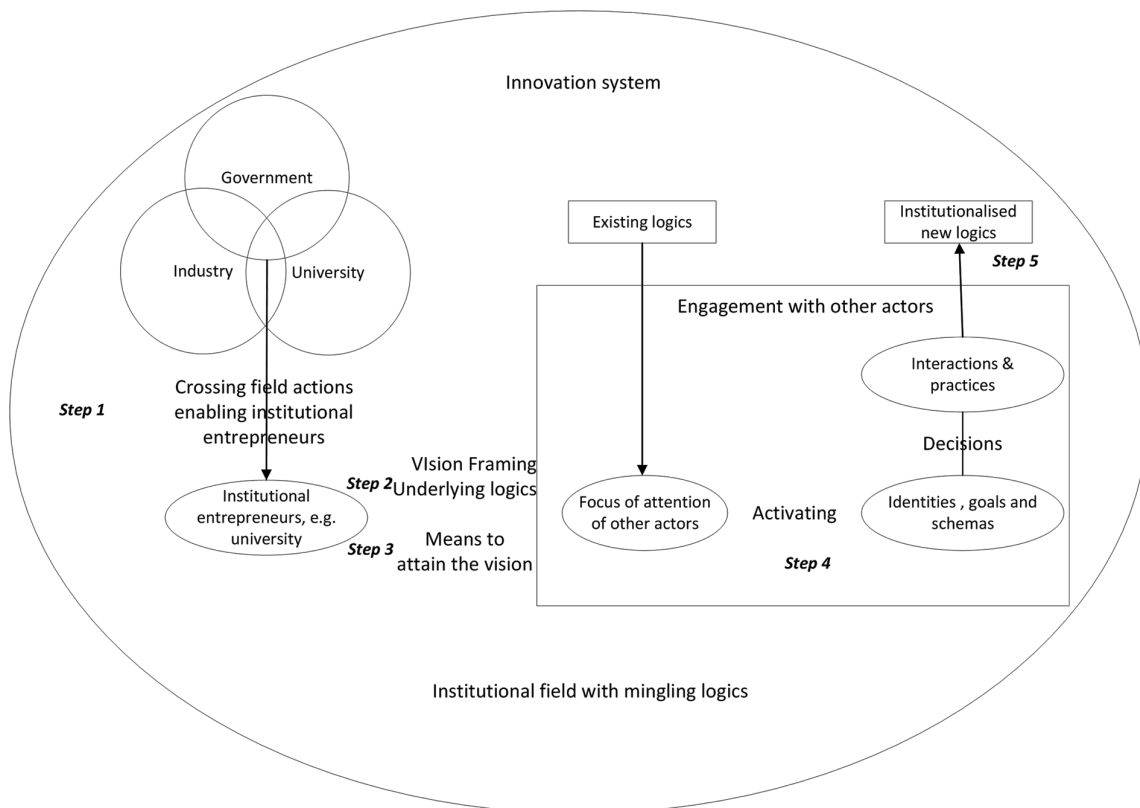 Innovation system
Government
Industry
University
Existing logics
Institutionalised
new logics
Step 5
Engagement with other actors
Interactions &
practices
Crossing field actions
enabling institutional
entrepreneurs
Step 1
Decisions
VIsion Framing
Step 2
Underlying logics
Institutional
entrepreneurs, e.g.
university
Focus of attention
of other actors
Activating
Identities , goals and
schemas
Step 3
Means to
attain the vision
Step 4
Institutional field with mingling logics